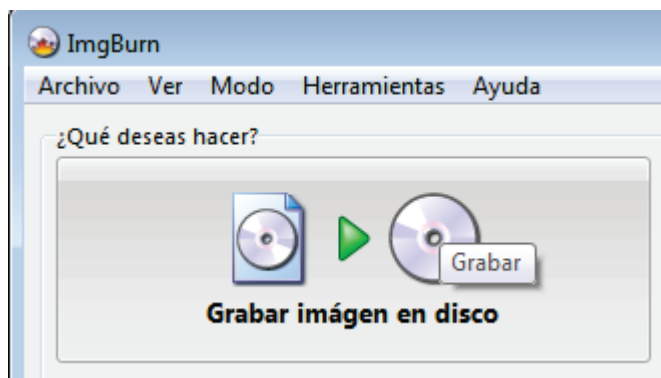 ImgBurn
Archivo Ver Modo Herramientas Ayuda
¿Qué deseas hacer?
Grabar
Grabar imágen en disco